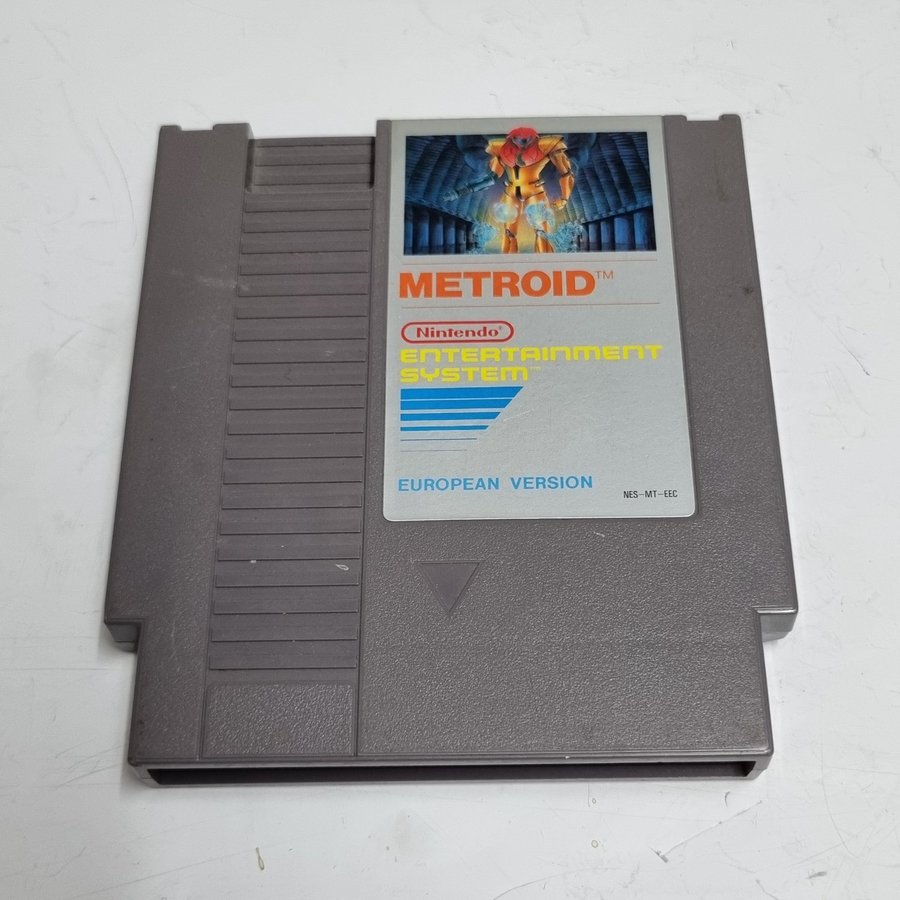 METROID™
Nintendo®
ENTERTAINMENT
SYSTEM™
EUROPEAN VERSION
NES-MT-EEC